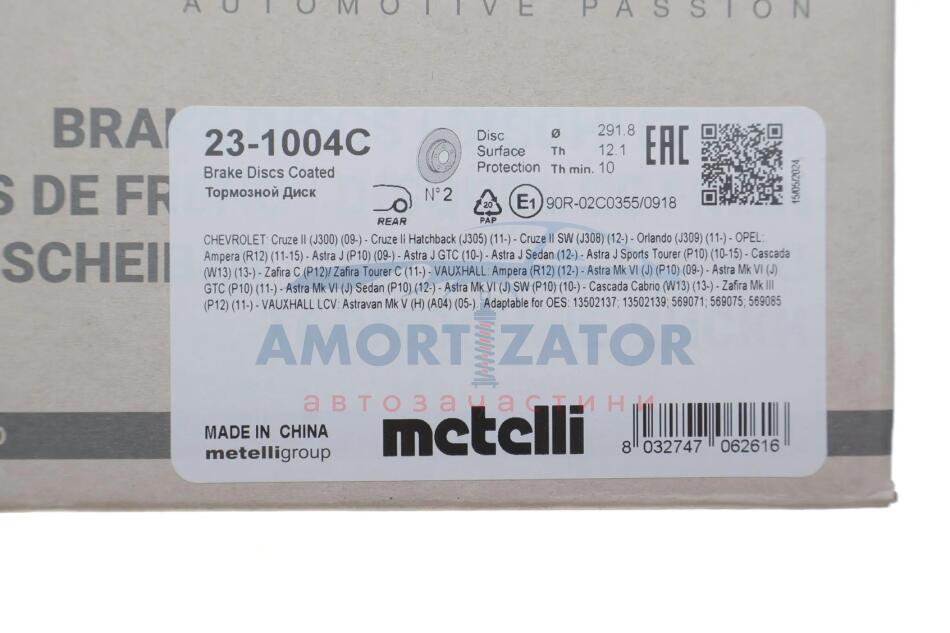 AUTOMOTIVE PASSION
BRAK
S DE FR
SCHEI
23-1004C
Brake Discs Coated
Тормозной Диск
REAR
N° 2
Disc ø 291.8
Surface Th 12.1
Protection Th min. 10
20
PAP
E1 90R-02C0355/0918
EAC
15/05/2024
CHEVROLET: Cruze II (J300) (09-) - Cruze Ii Hatchback (J305) (11-) - Cruze II SW (J308) (12-) - Orlando (J309) (11-) - OPEL:
Ampera (R12) (11-15) - Astra J (P10) (09-) - Astra J GTC (10-) - Astra J Sedan (12-) - Astra J Sports Tourer (P10) (10-15) - Cascada
(W13) (13-) - Zafira C (P12)/ Zafira Tourer C (11-) - VAUXHALL: Ampera (R12) (12-) - Astra Mk VI (J) (P10) (09-) - Astra Mk VI (J)
GTC (P10) (11-) - Astra Mk VI (J) Sedan (P10) (12-) - Astra Mk VI (J) SW (P10) (10-) - Cascada Cabrio (W13) (13-) - Zafira Mk III
(P12) (11-) - VAUXHALL LCV: Astravan Mk V (H) (A04) (05-). Adaptable for OES: 13502137; 13502139; 569071; 569075; 569085
AMORTIZATOR
автозачастини
MADE IN CHINA
metelligroup
metelli
8 032747 062616